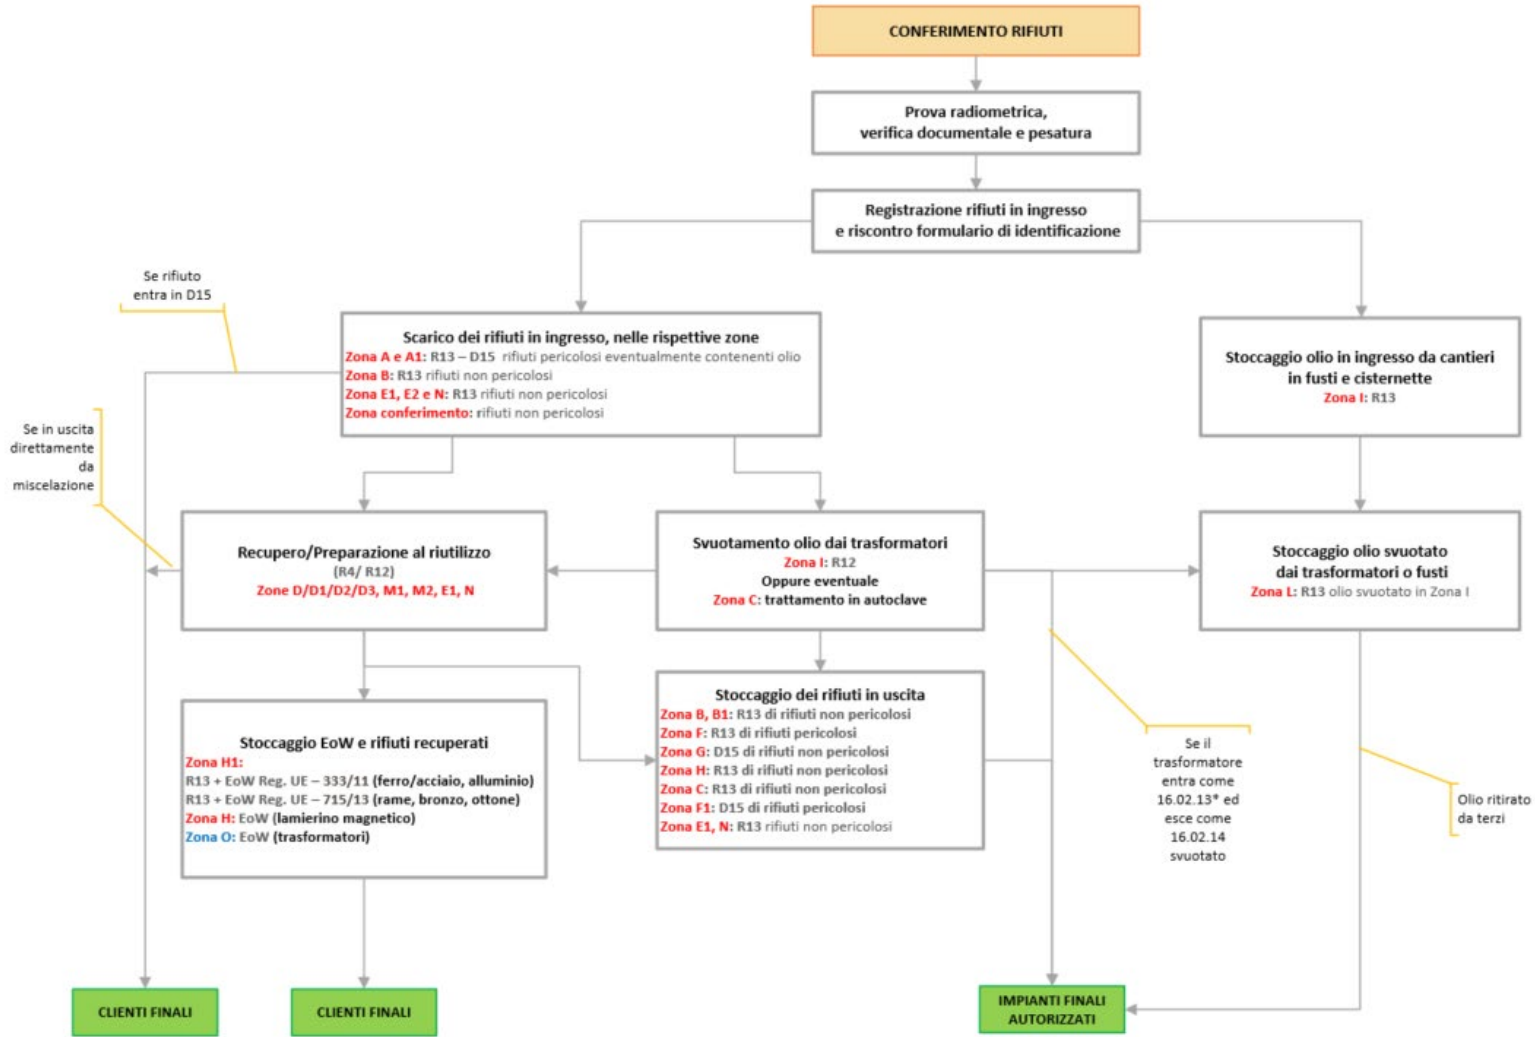 CONFERIMENTO RIFIUTI
Prova radiometrica,
verifica documentale e pesatura
Registrazione rifiuti in ingresso
e riscontro formulario di identificazione
Se rifiuto
entra in D15
Scarico dei rifiuti in ingresso, nelle rispettive zone
Zona A e A1: R13 – D15 rifiuti pericolosi eventualmente contenenti olio
Zona B: R13 rifiuti non pericolosi
Zona E1, E2 e N: R13 rifiuti non pericolosi
Zona conferimento: rifiuti non pericolosi
Stoccaggio olio in ingresso da cantieri
in fusti e cisternette
Zona I: R13
Se in uscita
direttamente
da
miscelazione
Recupero/Preparazione al riutilizzo
(R4/ R12)
Zone D/D1/D2/D3, M1, M2, E1, N
Svuotamento olio dai trasformatori
Zona I: R12
Oppure eventuale
Zona C: trattamento in autoclave
Stoccaggio olio svuotato
dai trasformatori o fusti
Zona L: R13 olio svuotato in Zona I
Stoccaggio EoW e rifiuti recuperati
Zona H1:
R13 + EoW Reg. UE – 333/11 (ferro/acciaio, alluminio)
R13 + EoW Reg. UE – 715/13 (rame, bronzo, ottone)
Zona H: EoW (lamierino magnetico)
Zona O: EoW (trasformatori)
Stoccaggio dei rifiuti in uscita
Zona B, B1: R13 di rifiuti non pericolosi
Zona F: R13 di rifiuti pericolosi
Zona G: D15 di rifiuti non pericolosi
Zona H: R13 di rifiuti non pericolosi
Zona C: R13 di rifiuti non pericolosi
Zona F1: D15 di rifiuti pericolosi
Zona E1, N: R13 rifiuti non pericolosi
Se il
trasformatore
entra come
16.02.13* ed
esce come
16.02.14
svuotato
Olio ritirato
da terzi
CLIENTI FINALI
CLIENTI FINALI
IMPIANTI FINALI
AUTORIZZATI